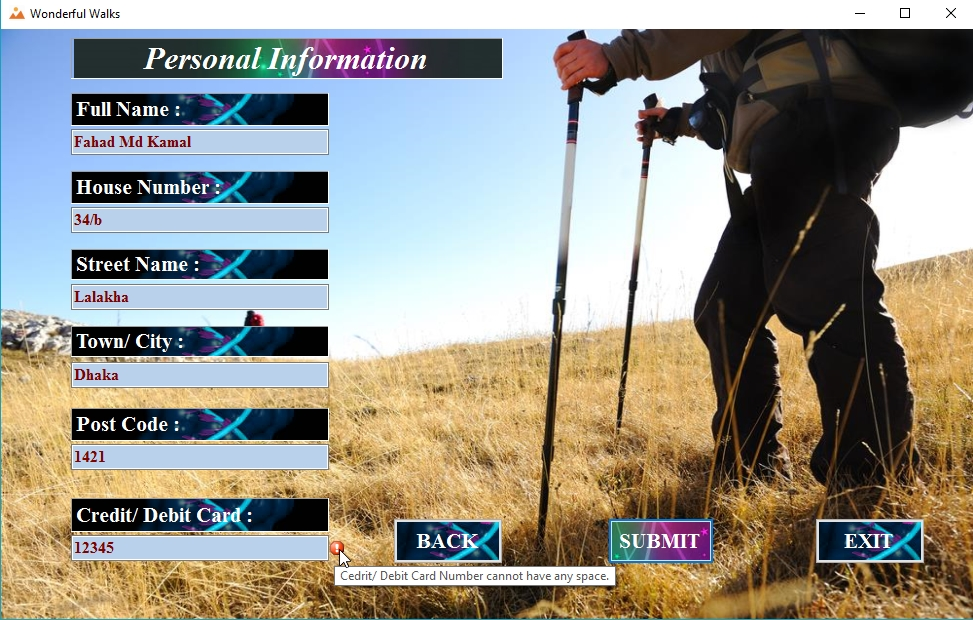 Wonderful Walks
Personal Information
Full Name :
Fahad Md Kamal
House Number :
34/b
Street Name :
Lalakha
Town/ City :
Dhaka
Post Code :
1421
Credit/ Debit Card :
12345
BACK
SUBMIT
EXIT
Cedrit/ Debit Card Number cannot have any space.